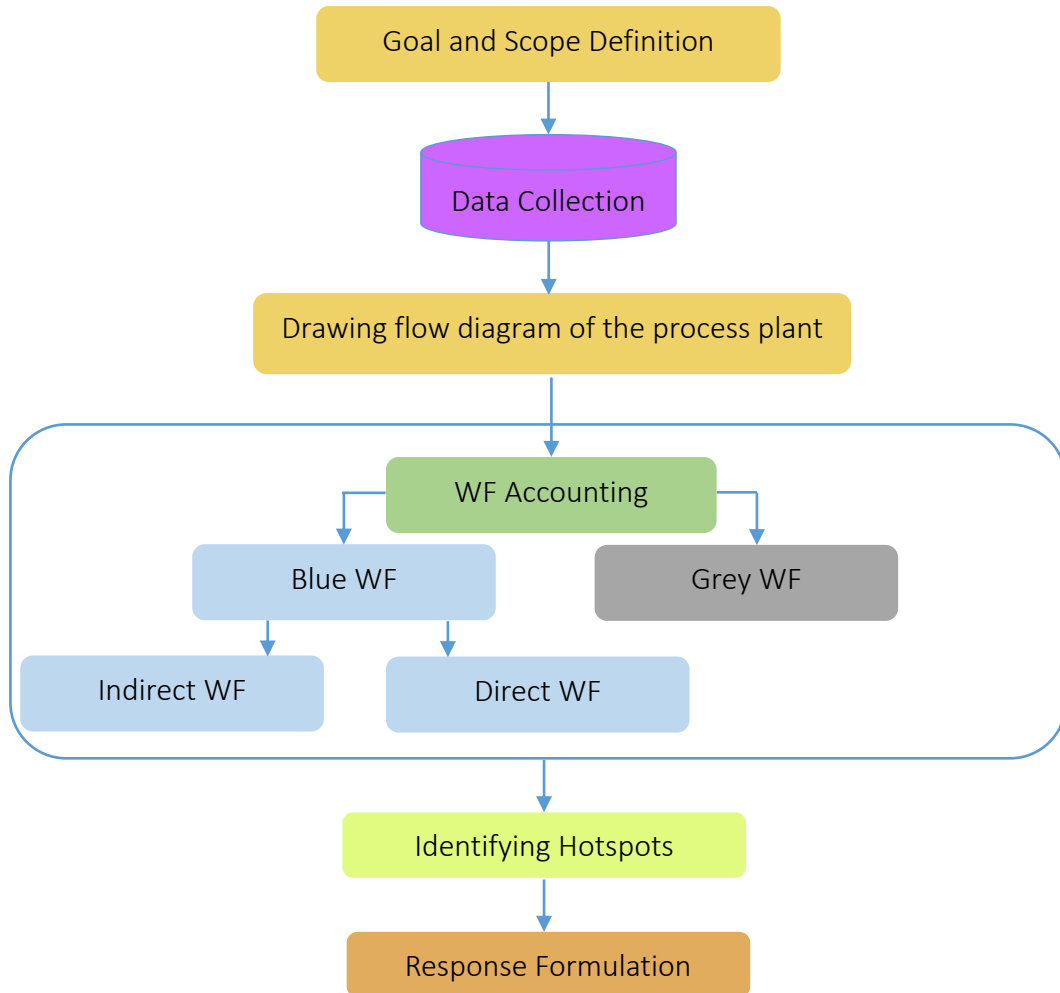 Goal and Scope Definition
Data Collection
Drawing flow diagram of the process plant
WF Accounting
Blue WF
Grey WF
Indirect WF
Direct WF
Identifying Hotspots
Response Formulation